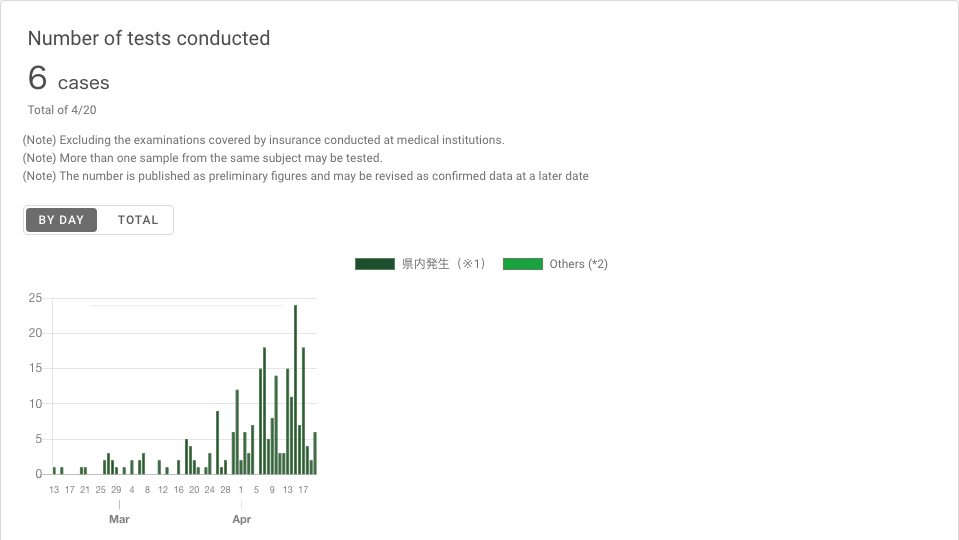 Number of tests conducted
6 cases
Total of 4/20
(Note) Excluding the examinations covered by insurance conducted at medical institutions.
(Note) More than one sample from the same subject may be tested.
(Note) The number is published as preliminary figures and may be revised as confirmed data at a later date
BY DAY TOTAL
県内発生（※1） Others (*2)
25
20
15
10
5
0
13 17 21 25 29 4 8 12 16 20 24 28 1 5 9 13 17
Mar Apr